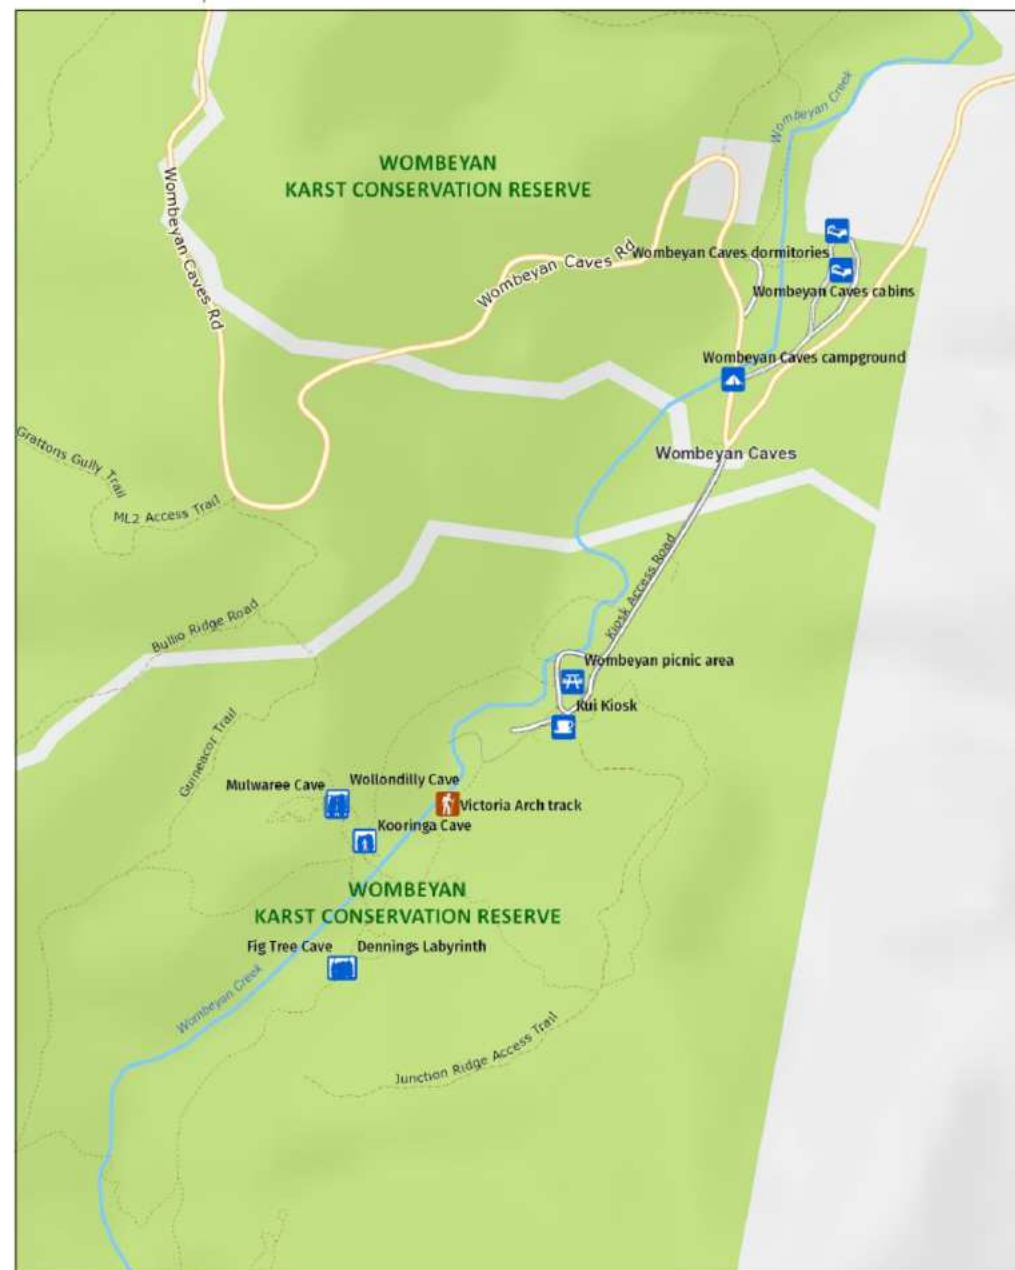 Wombeyan Creek
WOMBEYAN
KARST CONSERVATION RESERVE
Wombeyan Caves Rd
Wombeyan Caves Rd
Wombeyan Caves dormitories
Wombeyan Caves cabins
Wombeyan Caves campground
Wombeyan Caves
Grattons Gully Trail
ML2 Access Trail
Kiosk Access Road
Bullio Ridge Road
Wombeyan picnic area
Kui Kiosk
Guineacor Trail
Mulwaree Cave
Wollondilly Cave
Victoria Arch track
Kooringa Cave
WOMBEYAN
KARST CONSERVATION RESERVE
Fig Tree Cave
Dennings Labyrinth
Wombeyan Creek
Junction Ridge Access Trail